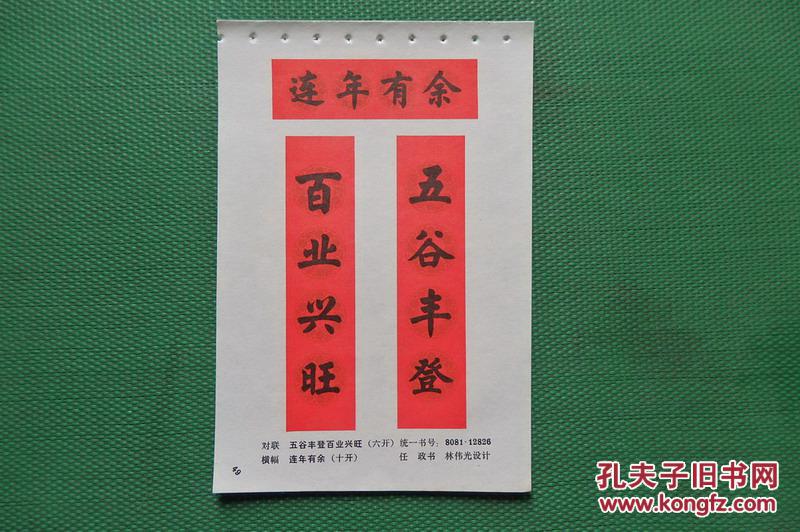 连年有余
五谷丰登
百业兴旺
对联 五谷丰登百业兴旺（六开） 统一书号：8081·12826
横幅 连年有余（十开） 任 政书 林伟光设计
49
孔夫子旧书网
www.kongfz.com